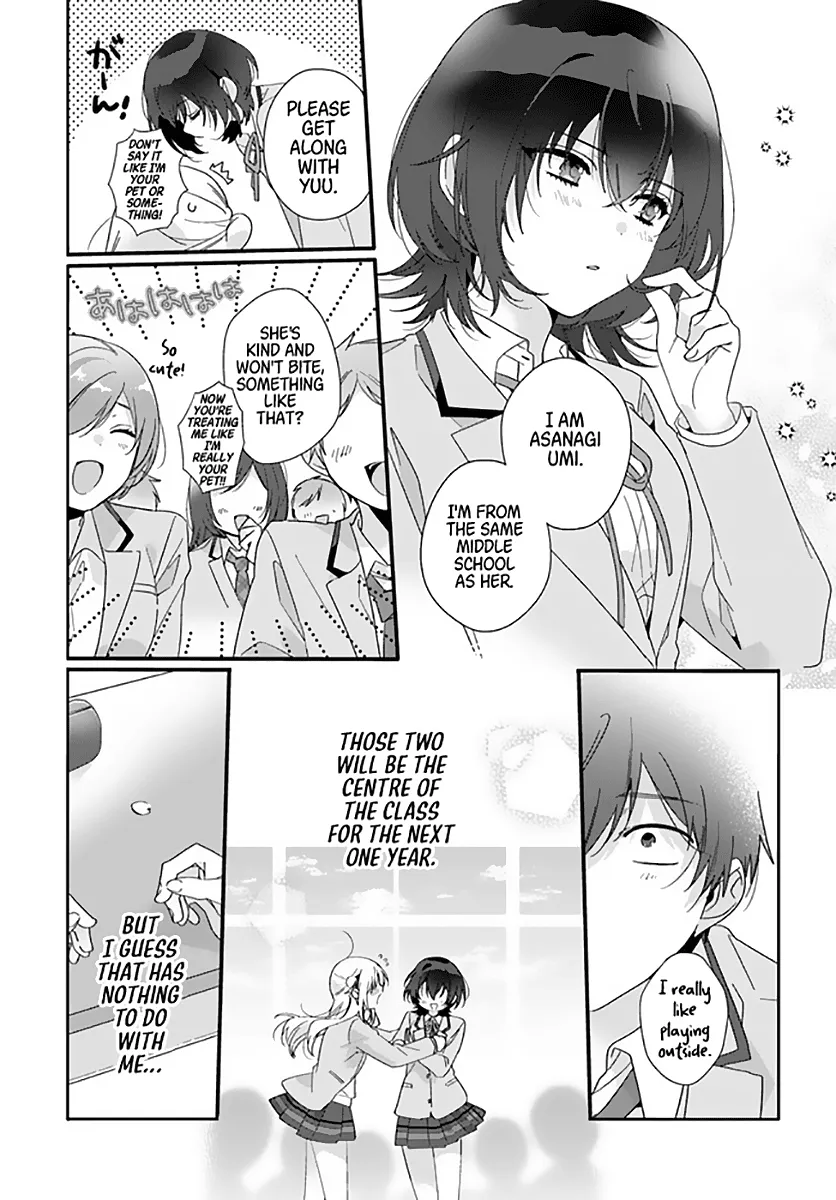 I AM
ASANAGI
UMI.
I'M FROM
THE SAME
MIDDLE
SCHOOL
AS HER.
PLEASE
GET
ALONG
WITH
YUU.
がーん!
DON'T
SAY IT
LIKE I'M
YOUR
PET OR
SOME-
THING!
SHE'S
KIND AND
WON'T BITE,
SOMETHING
LIKE
THAT?
NOW
YOU'RE
TREATING
ME LIKE
I'M
REALLY
YOUR
PET!!
あははははは
So
cute!
I really
like
playing
outside.
THOSE TWO
WILL BE THE
CENTRE OF
THE CLASS
FOR THE NEXT
ONE YEAR.
BUT
I GUESS
THAT HAS
NOTHING
TO DO
WITH
ME...